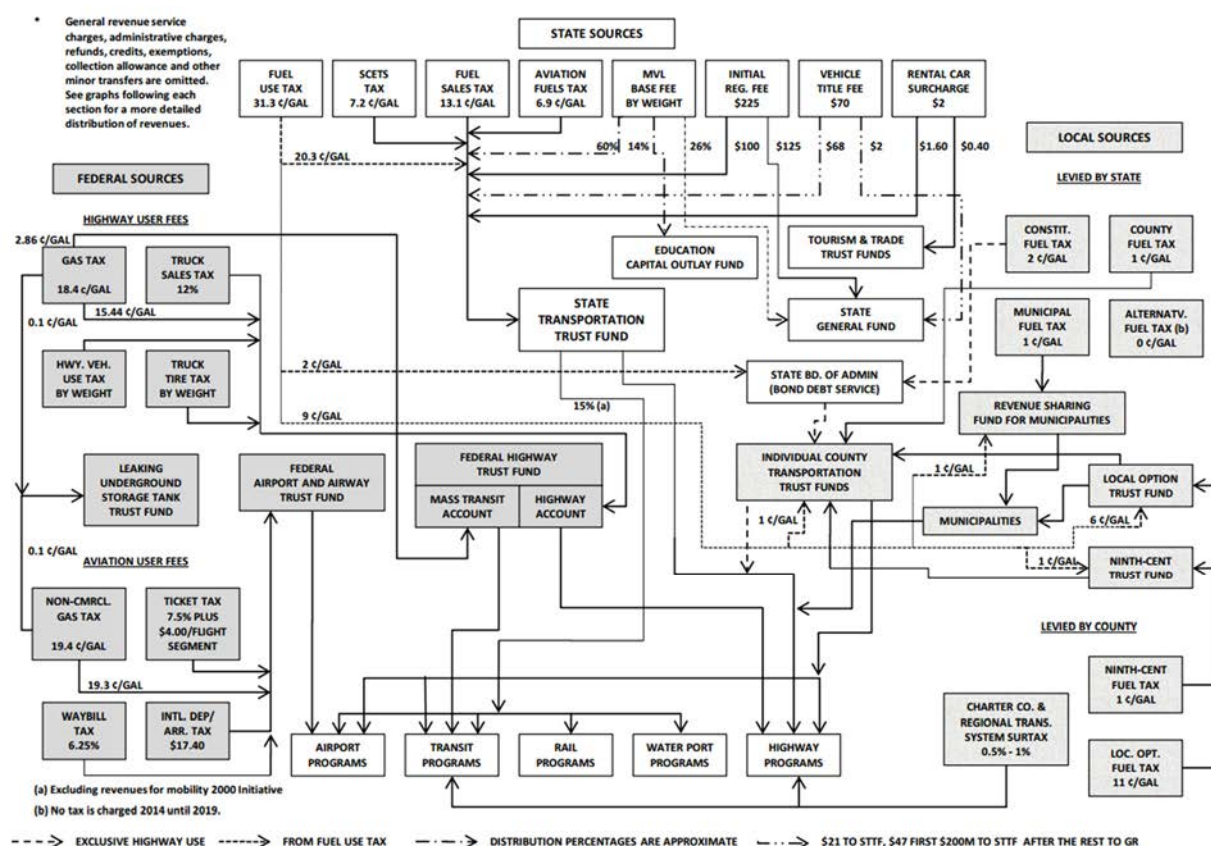 * General revenue service
charges, administrative charges,
refunds, credits, exemptions,
collection allowance and other
minor transfers are omitted.
See graphs following each
section for a more detailed
distribution of revenues.
STATE SOURCES
FUEL
USE TAX
31.3 ¢/GAL
SCETS
TAX
7.2 ¢/GAL
FUEL
SALES TAX
13.1 ¢/GAL
AVIATION
FUELS TAX
6.9 ¢/GAL
MVL
BASE FEE
BY WEIGHT
INITIAL
REG. FEE
$225
VEHICLE
TITLE FEE
$70
RENTAL CAR
SURCHARGE
$2
20.3 ¢/GAL
60%
14%
26%
$100
$125
$68
$2
$1.60
$0.40
LOCAL SOURCES
LEVIED BY STATE
FEDERAL SOURCES
HIGHWAY USER FEES
2.86 ¢/GAL
GAS TAX
18.4 ¢/GAL
TRUCK
SALES TAX
12%
15.44 ¢/GAL
0.1 ¢/GAL
HWY. VEH.
USE TAX
BY WEIGHT
TRUCK
TIRE TAX
BY WEIGHT
EDUCATION
CAPITAL OUTLAY FUND
TOURISM & TRADE
TRUST FUNDS
CONSTIT.
FUEL TAX
2 ¢/GAL
COUNTY
FUEL TAX
1 ¢/GAL
STATE
TRANSPORTATION
TRUST FUND
STATE
GENERAL FUND
MUNICIPAL
FUEL TAX
1 ¢/GAL
ALTERNATV.
FUEL TAX (b)
0 ¢/GAL
2 ¢/GAL
STATE BD. OF ADMIN
(BOND DEBT SERVICE)
15% (a)
9 ¢/GAL
REVENUE SHARING
FUND FOR MUNICIPALITIES
LEAKING
UNDERGROUND
STORAGE TANK
TRUST FUND
FEDERAL
AIRPORT AND AIRWAY
TRUST FUND
FEDERAL HIGHWAY
TRUST FUND
MASS TRANSIT
ACCOUNT
HIGHWAY
ACCOUNT
INDIVIDUAL COUNTY
TRANSPORTATION
TRUST FUNDS
1 ¢/GAL
LOCAL OPTION
TRUST FUND
1 ¢/GAL
MUNICIPALITIES
6 ¢/GAL
1 ¢/GAL
NINTH-CENT
TRUST FUND
0.1 ¢/GAL
AVIATION USER FEES
NON-CMRCL.
GAS TAX
19.4 ¢/GAL
TICKET TAX
7.5% PLUS
$4.00/FLIGHT
SEGMENT
19.3 ¢/GAL
WAYBILL
TAX
6.25%
INTL. DEP/
ARR. TAX
$17.40
LEVIED BY COUNTY
NINTH-CENT
FUEL TAX
1 ¢/GAL
CHARTER CO. &
REGIONAL TRANS.
SYSTEM SURTAX
0.5% - 1%
LOC. OPT.
FUEL TAX
11 ¢/GAL
AIRPORT
PROGRAMS
TRANSIT
PROGRAMS
RAIL
PROGRAMS
WATER PORT
PROGRAMS
HIGHWAY
PROGRAMS
(a) Excluding revenues for mobility 2000 Initiative
(b) No tax is charged 2014 until 2019.
EXCLUSIVE HIGHWAY USE
FROM FUEL USE TAX
DISTRIBUTION PERCENTAGES ARE APPROXIMATE
$21 TO STTF, $47 FIRST $200M TO STTF AFTER THE REST TO GR